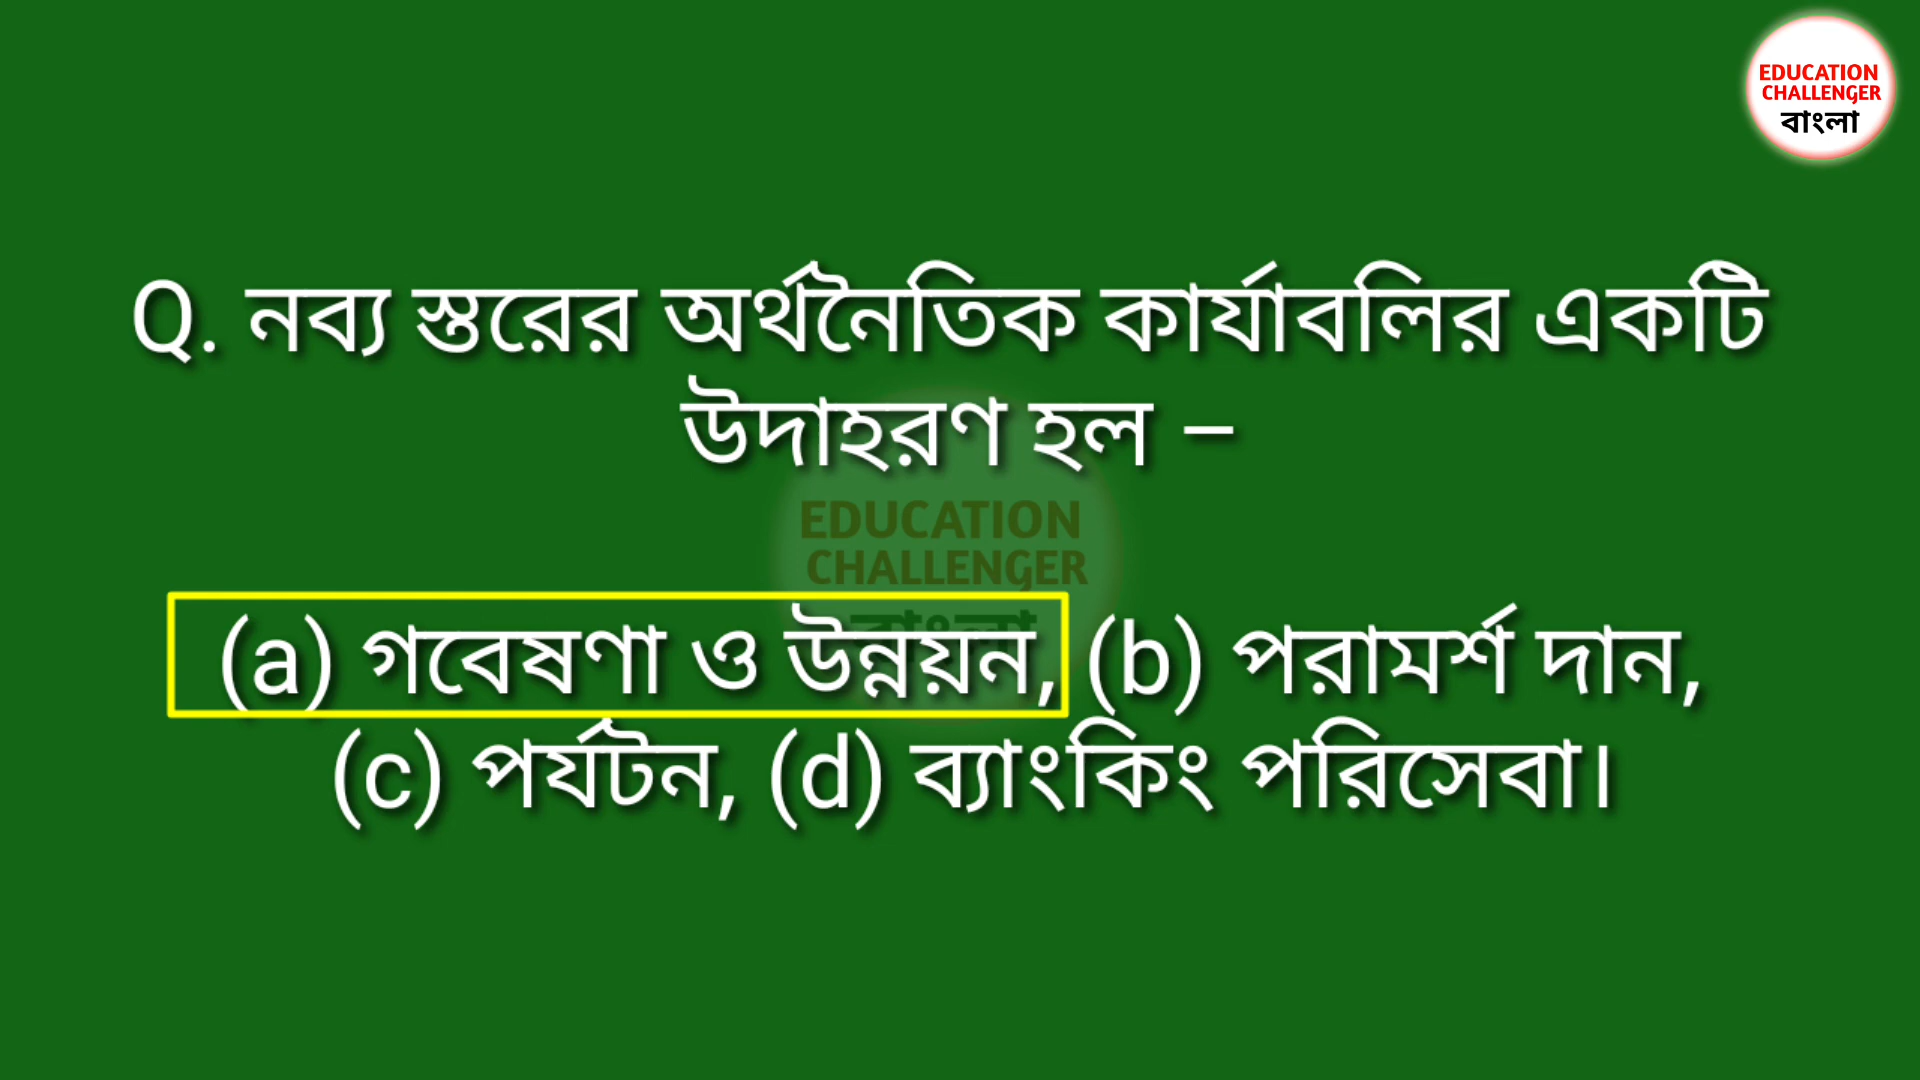 EDUCATION
CHALLENGER
বাংলা
Q. নব্য স্তরের অর্থনৈতিক কার্যাবলির একটি
উদাহরণ হল –
EDUCATION
CHALLENGER
বাংলা
(a) গবেষণা ও উন্নয়ন, (b) পরামর্শ দান,
(c) পর্যটন, (d) ব্যাংকিং পরিসেবা।